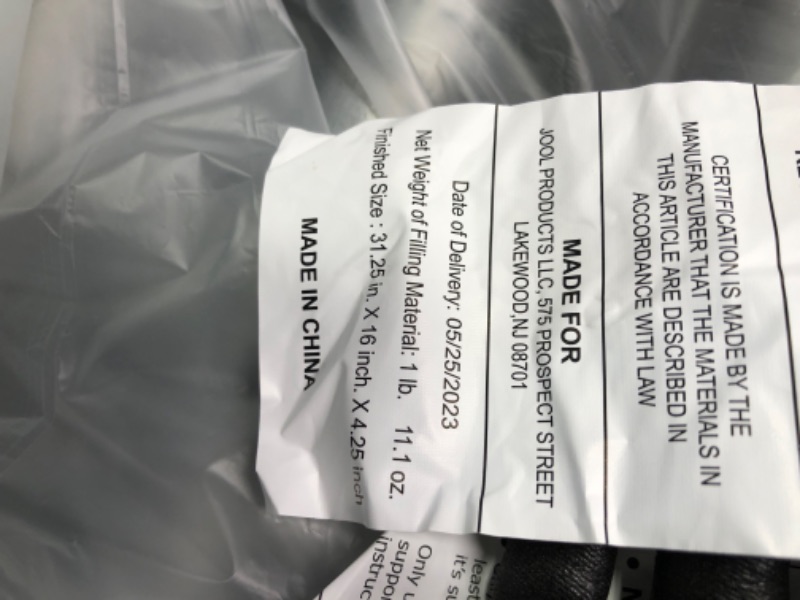 CERTIFICATION IS MADE BY THE
MANUFACTURER THAT THE MATERIALS IN
THIS ARTICLE ARE DESCRIBED IN
ACCORDANCE WITH LAW
MADE FOR
JOOL PRODUCTS LLC, 575 PROSPECT STREET
LAKEWOOD,NJ 08701
Date of Delivery: 05/25/2023
Net Weight of Filling Material: 1 lb. 11.1 oz.
Finished Size : 31.25 in. X 16 inch. X 4.25 inch
MADE IN CHINA
least
it's
Only